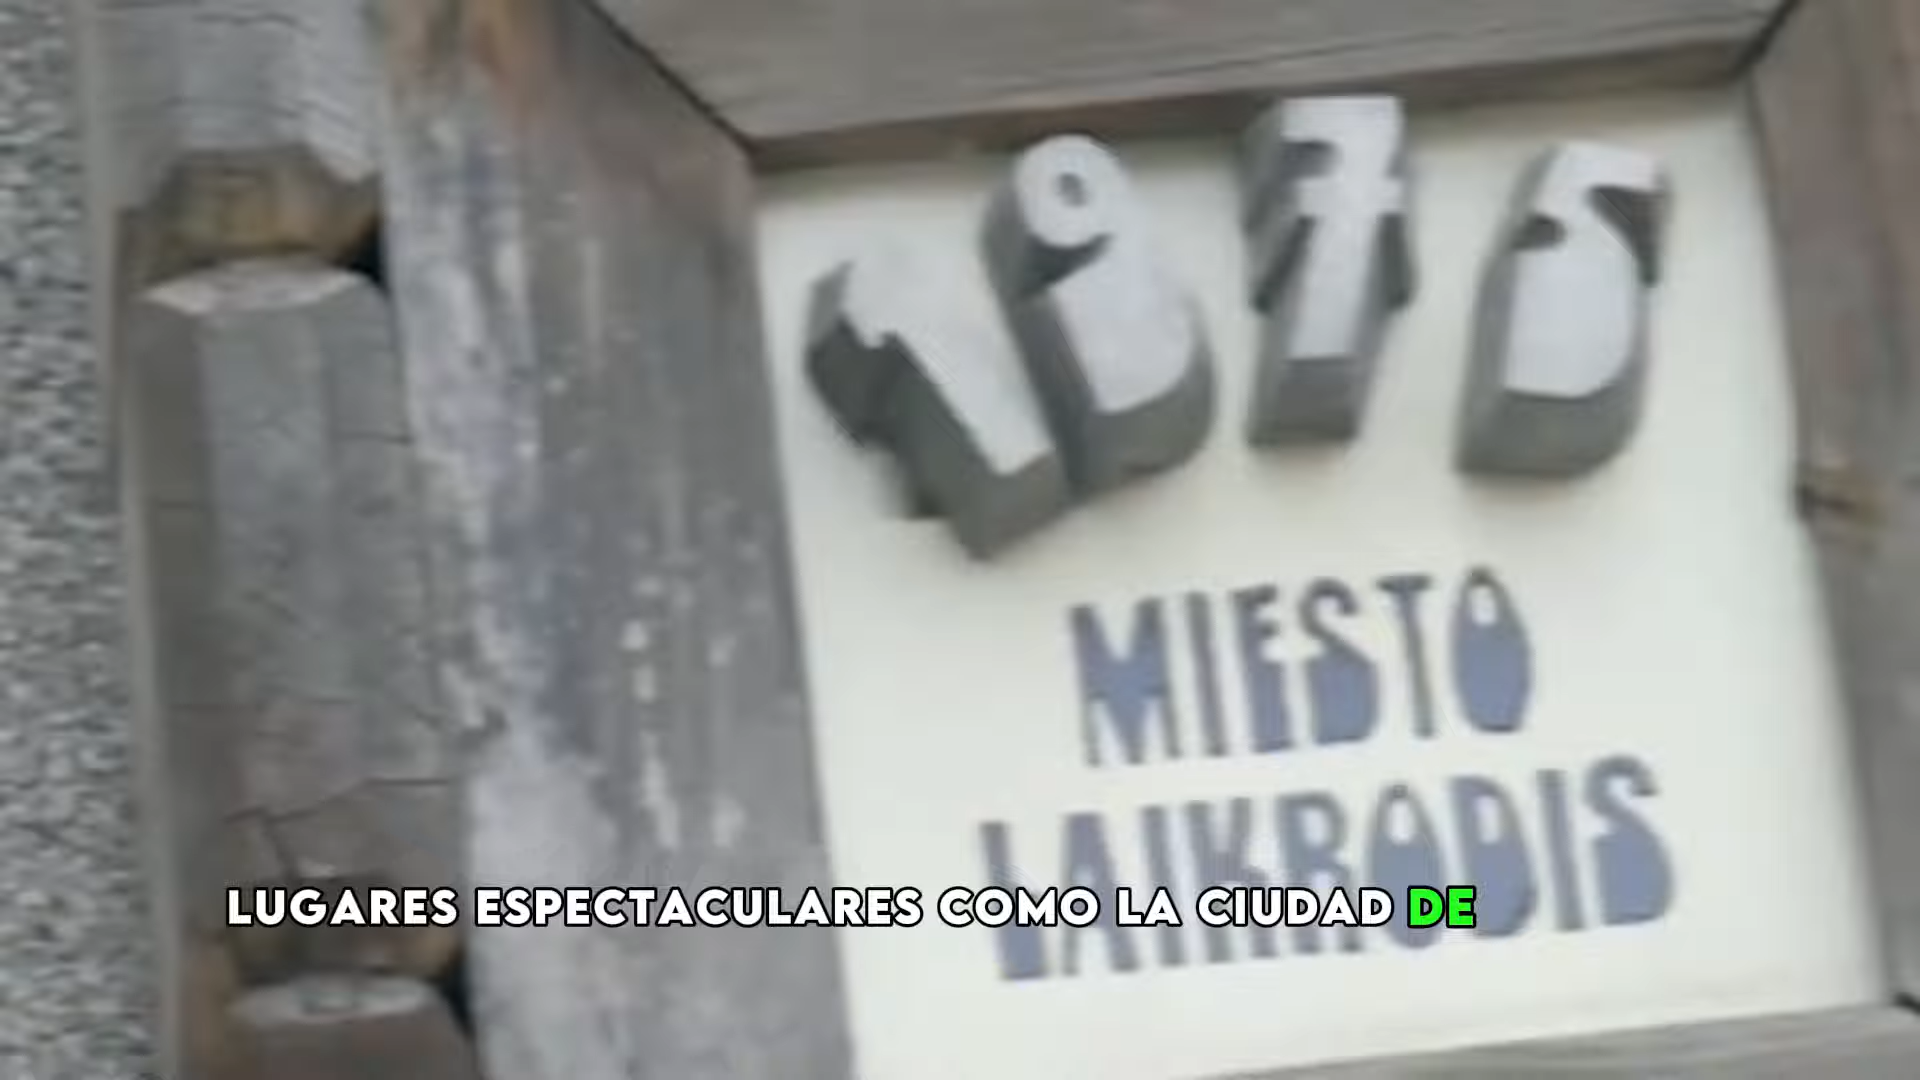 1975
MIESTO
LAIKRODIS
LUGARES ESPECTACULARES COMO LA CIUDAD DE